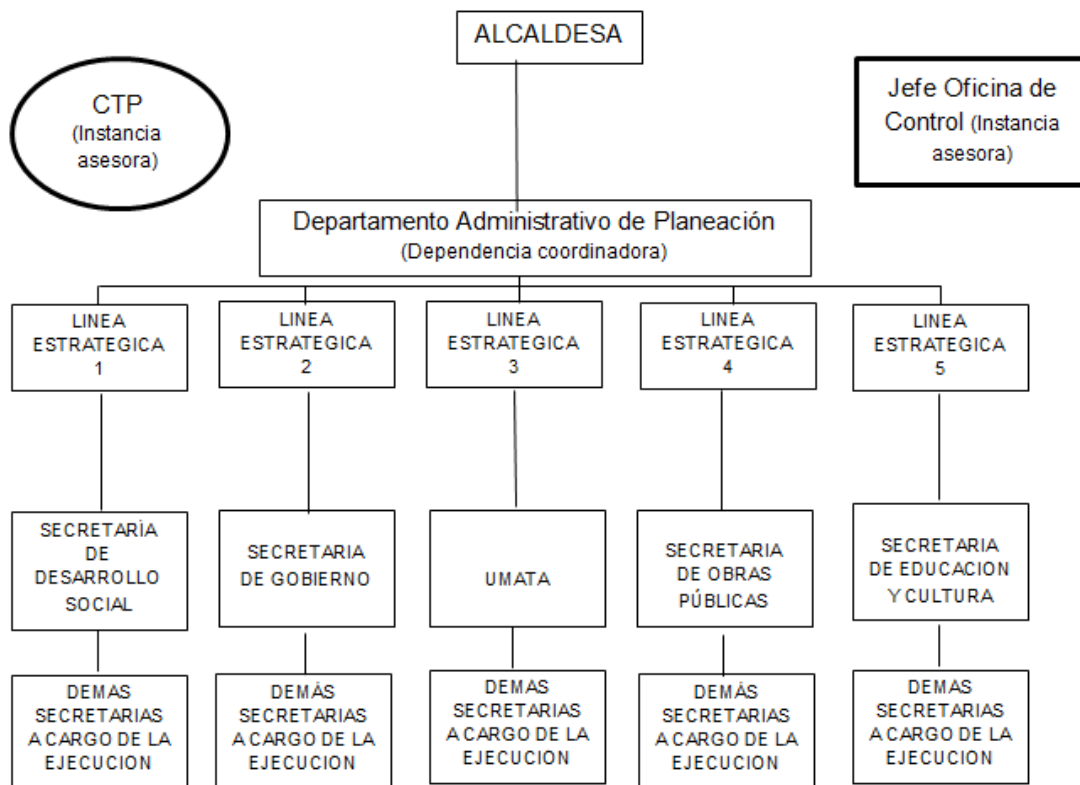 ALCALDESA
CTP
(Instancia
asesora)
Jefe Oficina de
Control (Instancia
asesora)
Departamento Administrativo de Planeación
(Dependencia coordinadora)
LINEA
ESTRATEGICA
1
LINEA
ESTRATEGICA
2
LINEA
ESTRATEGICA
3
LINEA
ESTRATEGICA
4
LINEA
ESTRATEGICA
5
SECRETARÍA
DE
DESARROLLO
SOCIAL
SECRETARIA
DE GOBIERNO
UMATA
SECRETARIA
DE OBRAS
PÚBLICAS
SECRETARIA
DE EDUCACION
Y CULTURA
DEMAS
SECRETARIAS
A CARGO DE LA
EJECUCION
DEMÁS
SECRETARIAS
A CARGO DE LA
EJECUCION
DEMAS
SECRETARIAS
A CARGO DE LA
EJECUCION
DEMÁS
SECRETARIAS
A CARGO DE LA
EJECUCION
DEMAS
SECRETARIAS
A CARGO DE LA
EJECUCION